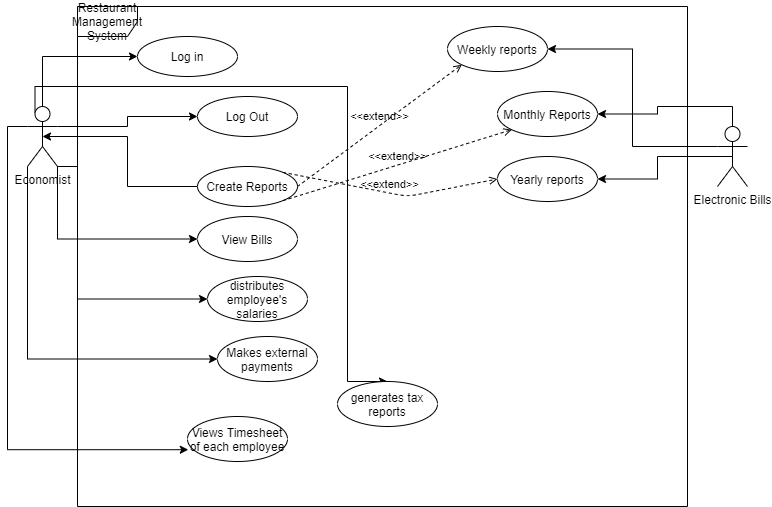 Restaurant
Management
System
Log in
Weekly reports
Log Out
<<extend>>
Monthly Reports
<<extend>>
Economist
Create Reports
<<extend>>
Yearly reports
Electronic Bills
View Bills
distributes
employee's
salaries
Makes external
payments
generates tax
reports
Views Timesheet
of each employee